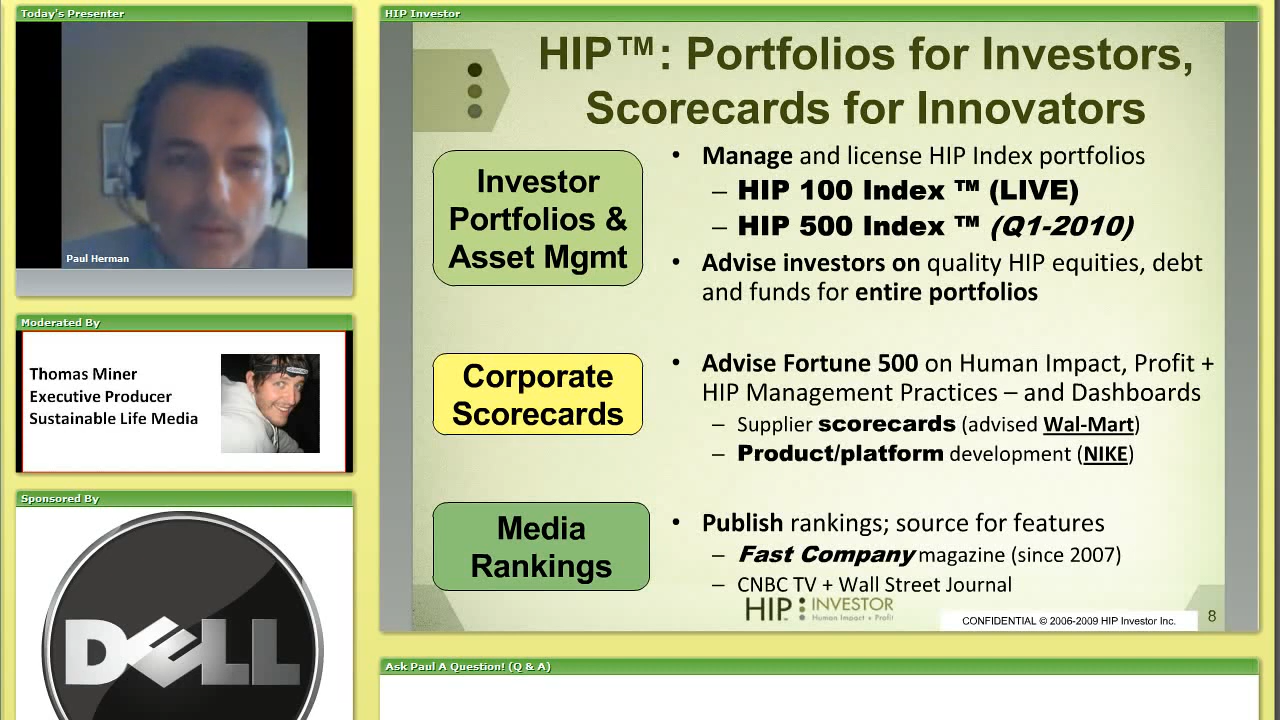 Today's Presenter
Paul Herman
Moderated By
Thomas Miner
Executive Producer
Sustainable Life Media
Sponsored By
DELL
HIP Investor
HIP™: Portfolios for Investors,
Scorecards for Innovators
Investor
Portfolios &
Asset Mgmt
• Manage and license HIP Index portfolios
– HIP 100 Index ™ (LIVE)
– HIP 500 Index ™ (Q1-2010)
• Advise investors on quality HIP equities, debt
and funds for entire portfolios
Corporate
Scorecards
• Advise Fortune 500 on Human Impact, Profit +
HIP Management Practices – and Dashboards
– Supplier scorecards (advised Wal-Mart)
– Product/platform development (NIKE)
Media
Rankings
• Publish rankings; source for features
– Fast Company magazine (since 2007)
– CNBC TV + Wall Street Journal
HIP INVESTOR
Human Impact + Profit
CONFIDENTIAL © 2006-2009 HIP Investor Inc.
8
Ask Paul A Question! (Q & A)